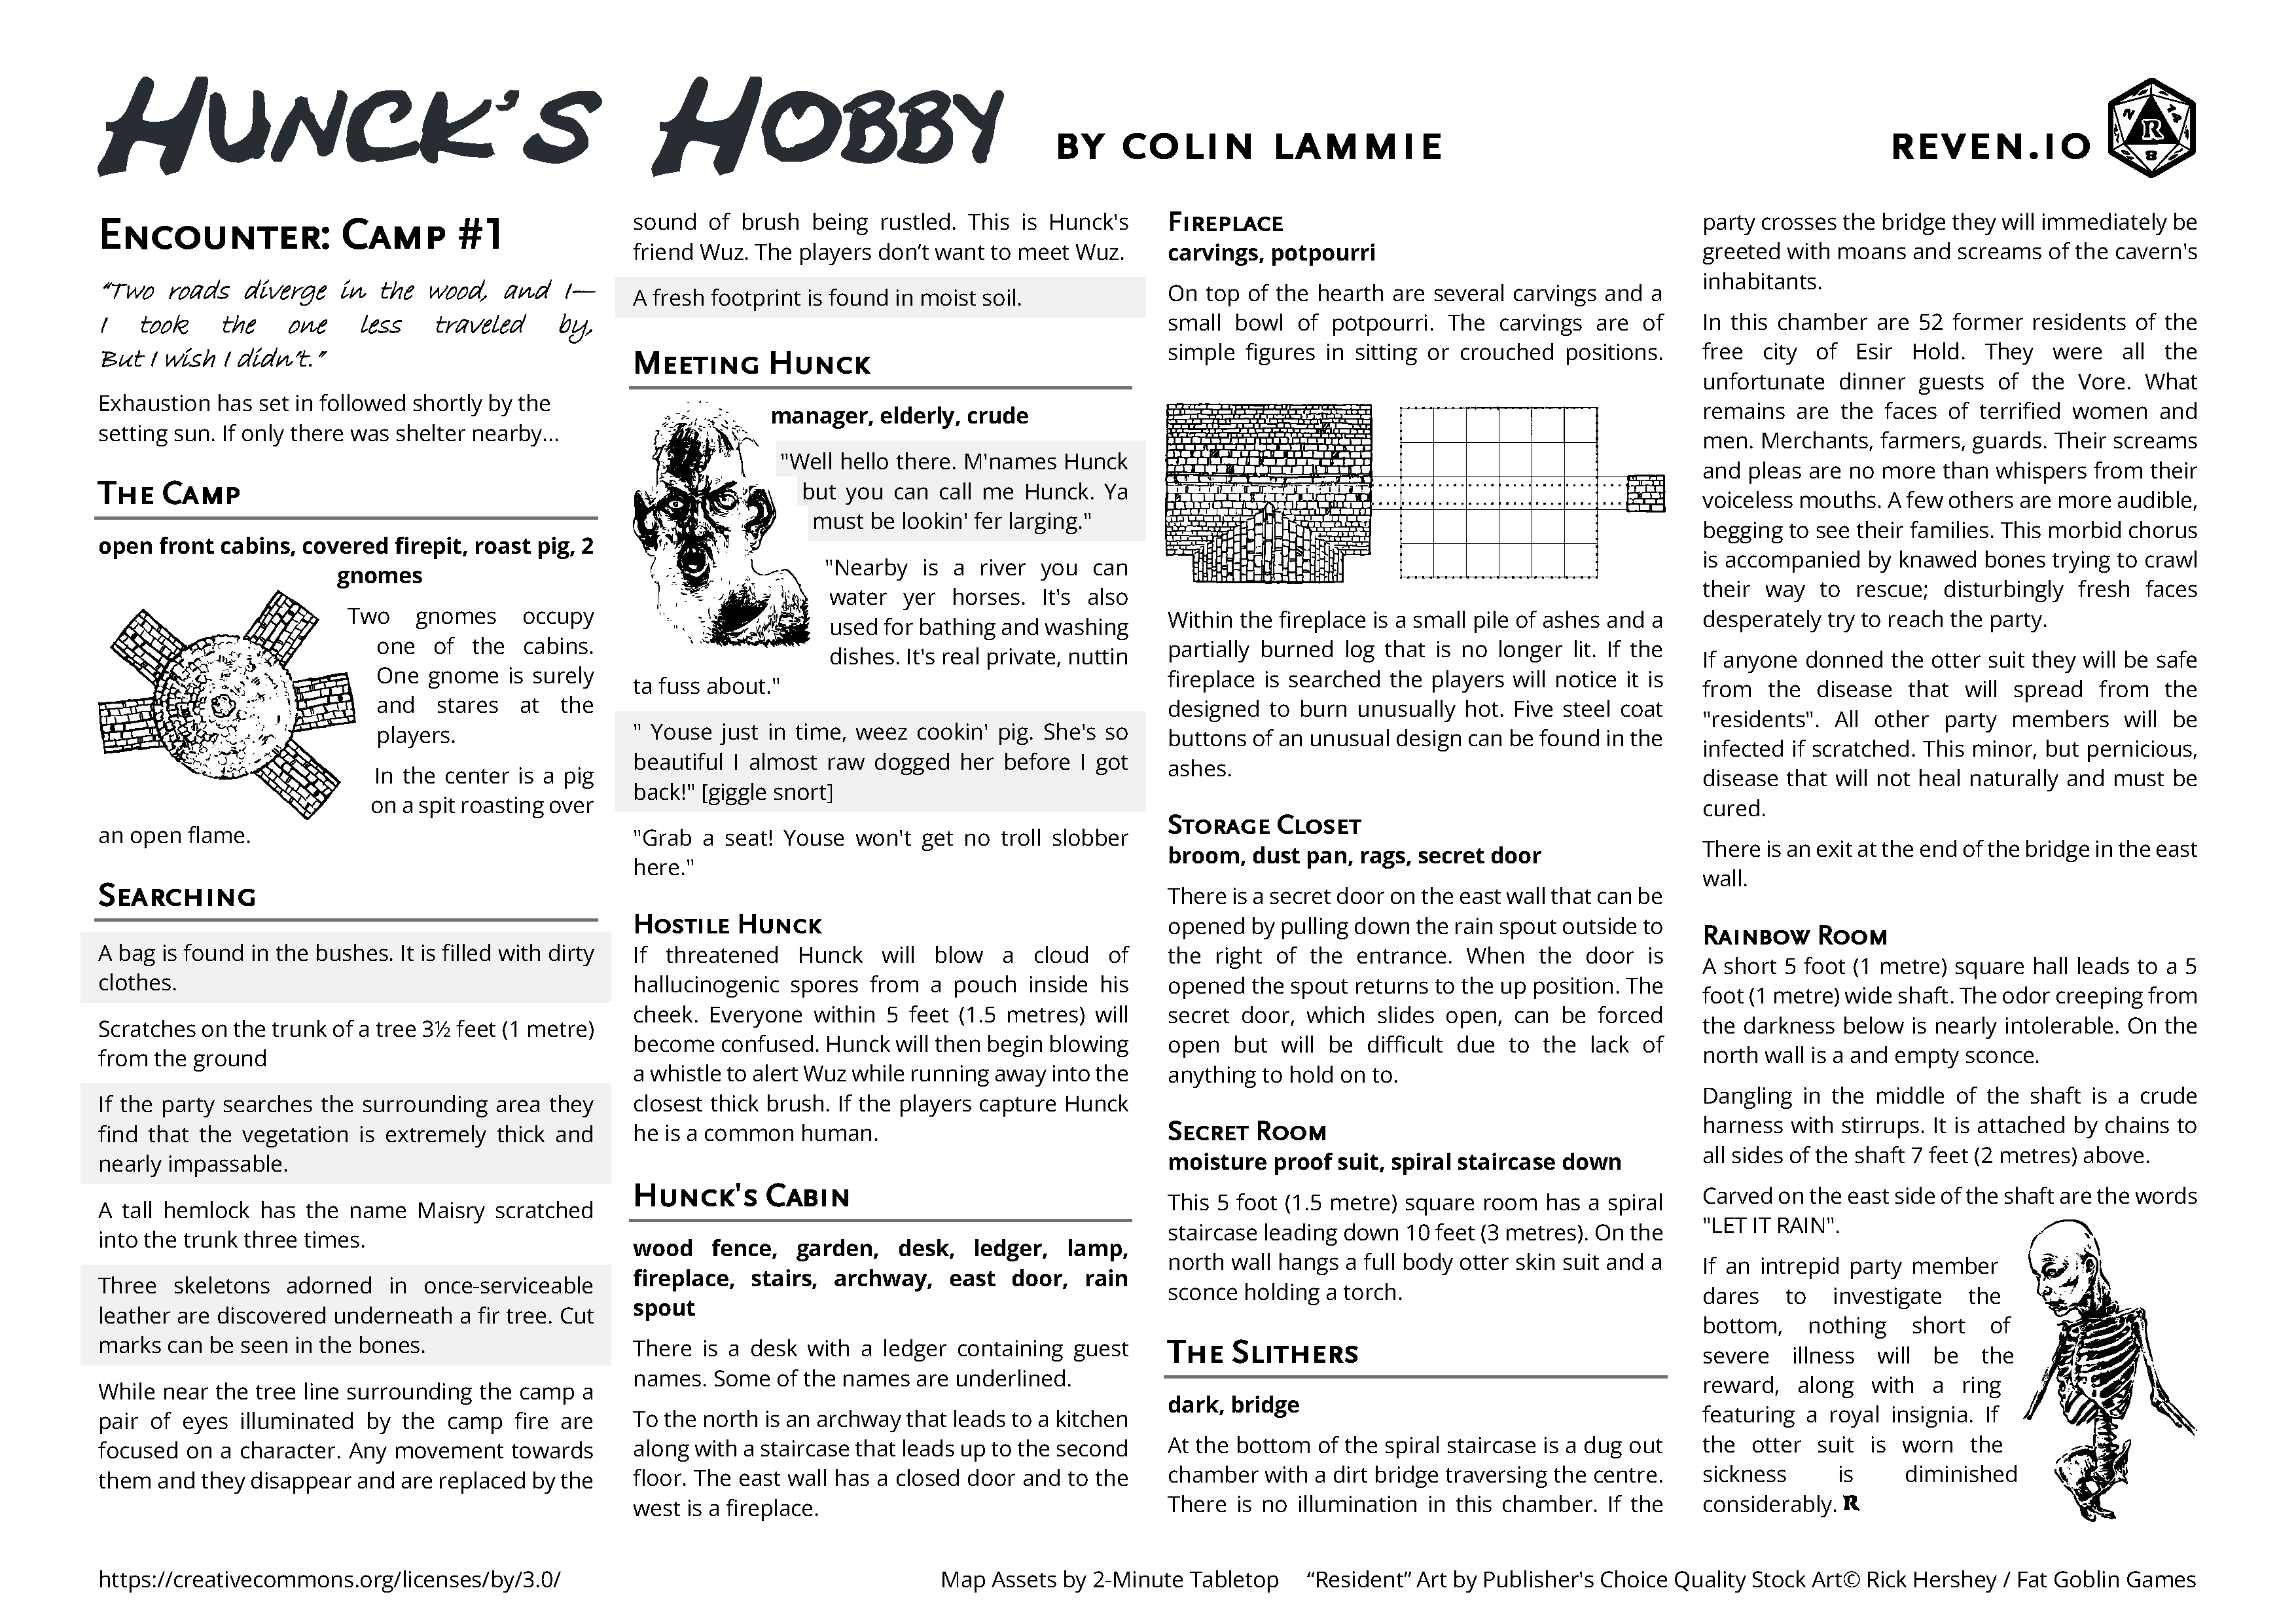 HUNCK'S HOBBY BY COLIN LAMMIE
REVEN.IO
2
14
R
8
ENCOUNTER: CAMP #1
“Two roads diverge in the wood, and I—
I took the one less traveled by,
But I wish I didn't.”
Exhaustion has set in followed shortly by the
setting sun. If only there was shelter nearby...
THE CAMP
open front cabins, covered firepit, roast pig, 2
gnomes
Two gnomes occupy
one of the cabins.
One gnome is surely
and stares at the
players.
In the center is a pig
on a spit roasting over
an open flame.
SEARCHING
A bag is found in the bushes. It is filled with dirty
clothes.
Scratches on the trunk of a tree 3½ feet (1 metre)
from the ground
If the party searches the surrounding area they
find that the vegetation is extremely thick and
nearly impassable.
A tall hemlock has the name Maisry scratched
into the trunk three times.
Three skeletons adorned in once-serviceable
leather are discovered underneath a fir tree. Cut
marks can be seen in the bones.
While near the tree line surrounding the camp a
pair of eyes illuminated by the camp fire are
focused on a character. Any movement towards
them and they disappear and are replaced by the
sound of brush being rustled. This is Hunck's
friend Wuz. The players don’t want to meet Wuz.
A fresh footprint is found in moist soil.
MEETING HUNCK
manager, elderly, crude
"Well hello there. M'names Hunck
but you can call me Hunck. Ya
must be lookin' fer larging."
"Nearby is a river you can
water yer horses. It's also
used for bathing and washing
dishes. It's real private, nuttin
ta fuss about."
" Youse just in time, weez cookin' pig. She's so
beautiful I almost raw dogged her before I got
back!" [giggle snort]
"Grab a seat! Youse won't get no troll slobber
here."
HOSTILE HUNCK
If threatened Hunck will blow a cloud of
hallucinogenic spores from a pouch inside his
cheek. Everyone within 5 feet (1.5 metres) will
become confused. Hunck will then begin blowing
a whistle to alert Wuz while running away into the
closest thick brush. If the players capture Hunck
he is a common human.
HUNCK'S CABIN
wood fence, garden, desk, ledger, lamp,
fireplace, stairs, archway, east door, rain
spout
There is a desk with a ledger containing guest
names. Some of the names are underlined.
To the north is an archway that leads to a kitchen
along with a staircase that leads up to the second
floor. The east wall has a closed door and to the
west is a fireplace.
FIREPLACE
carvings, potpourri
On top of the hearth are several carvings and a
small bowl of potpourri. The carvings are of
simple figures in sitting or crouched positions.
Within the fireplace is a small pile of ashes and a
partially burned log that is no longer lit. If the
fireplace is searched the players will notice it is
designed to burn unusually hot. Five steel coat
buttons of an unusual design can be found in the
ashes.
STORAGE CLOSET
broom, dust pan, rags, secret door
There is a secret door on the east wall that can be
opened by pulling down the rain spout outside to
the right of the entrance. When the door is
opened the spout returns to the up position. The
secret door, which slides open, can be forced
open but will be difficult due to the lack of
anything to hold on to.
SECRET ROOM
moisture proof suit, spiral staircase down
This 5 foot (1.5 metre) square room has a spiral
staircase leading down 10 feet (3 metres). On the
north wall hangs a full body otter skin suit and a
sconce holding a torch.
THE SLITHERS
dark, bridge
At the bottom of the spiral staircase is a dug out
chamber with a dirt bridge traversing the centre.
There is no illumination in this chamber. If the
party crosses the bridge they will immediately be
greeted with moans and screams of the cavern's
inhabitants.
In this chamber are 52 former residents of the
free city of Esir Hold. They were all the
unfortunate dinner guests of the Vore. What
remains are the faces of terrified women and
men. Merchants, farmers, guards. Their screams
and pleas are no more than whispers from their
voiceless mouths. A few others are more audible,
begging to see their families. This morbid chorus
is accompanied by knawed bones trying to crawl
their way to rescue; disturbingly fresh faces
desperately try to reach the party.
If anyone donned the otter suit they will be safe
from the disease that will spread from the
"residents". All other party members will be
infected if scratched. This minor, but pernicious,
disease that will not heal naturally and must be
cured.
There is an exit at the end of the bridge in the east
wall.
RAINBOW ROOM
A short 5 foot (1 metre) square hall leads to a 5
foot (1 metre) wide shaft. The odor creeping from
the darkness below is nearly intolerable. On the
north wall is a and empty sconce.
Dangling in the middle of the shaft is a crude
harness with stirrups. It is attached by chains to
all sides of the shaft 7 feet (2 metres) above.
Carved on the east side of the shaft are the words
"LET IT RAIN".
If an intrepid party member
dares to investigate the
bottom, nothing short of
severe illness will be the
reward, along with a ring
featuring a royal insignia. If
the otter suit is worn the
sickness is diminished
considerably. R
https://creativecommons.org/licenses/by/3.0/
Map Assets by 2-Minute Tabletop “Resident” Art by Publisher's Choice Quality Stock Art© Rick Hershey / Fat Goblin Games